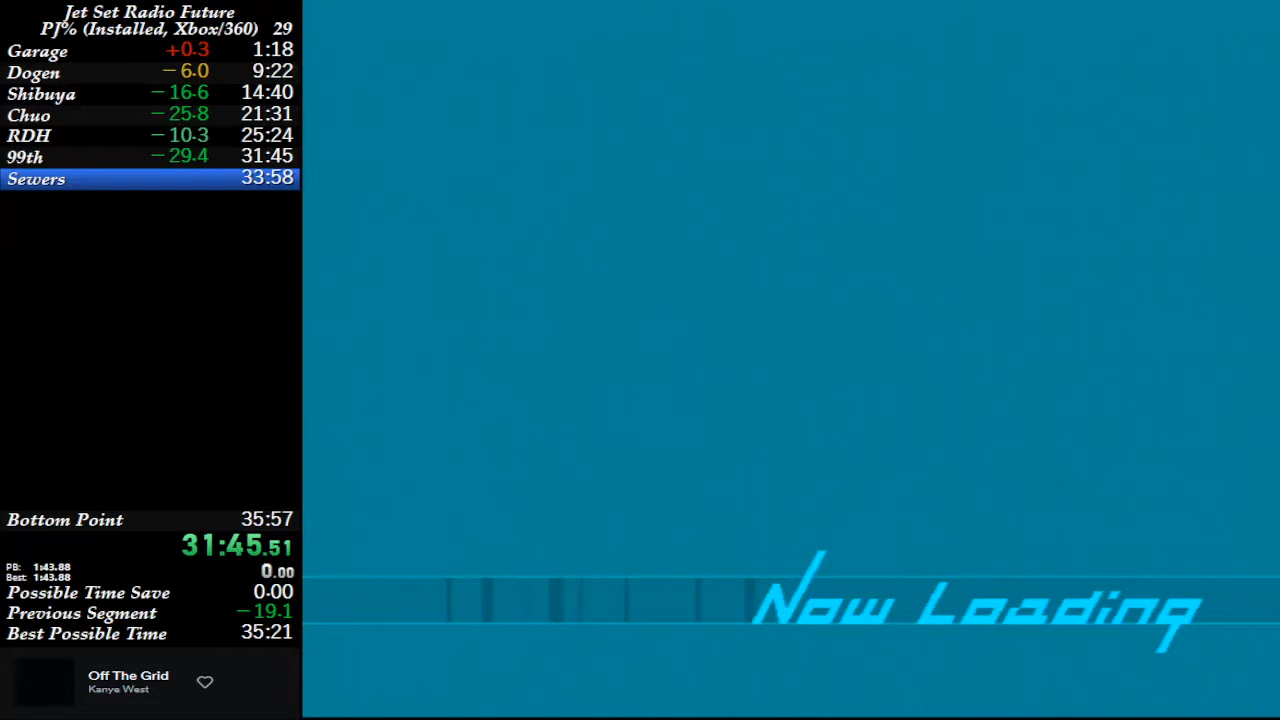 Jet Set Radio Future
PJ% (Installed, Xbox/360) 29
Garage +0.3 1:18
Dogen −6.0 9:22
Shibuya −16.6 14:40
Chuo −25.8 21:31
RDH −10.3 25:24
99th −29.4 31:45
Sewers 33:58
Bottom Point 35:57
31:45.51
PB: 1:43.88
Best: 1:43.88 0.00
Possible Time Save 0.00
Previous Segment −19.1
Best Possible Time 35:21
Off The Grid
Kanye West
Now Loading